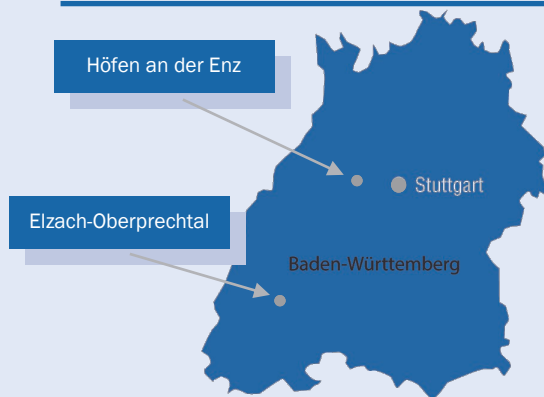 Höfen an der Enz
Stuttgart
Elzach-Oberprechtal
Baden-Württemberg